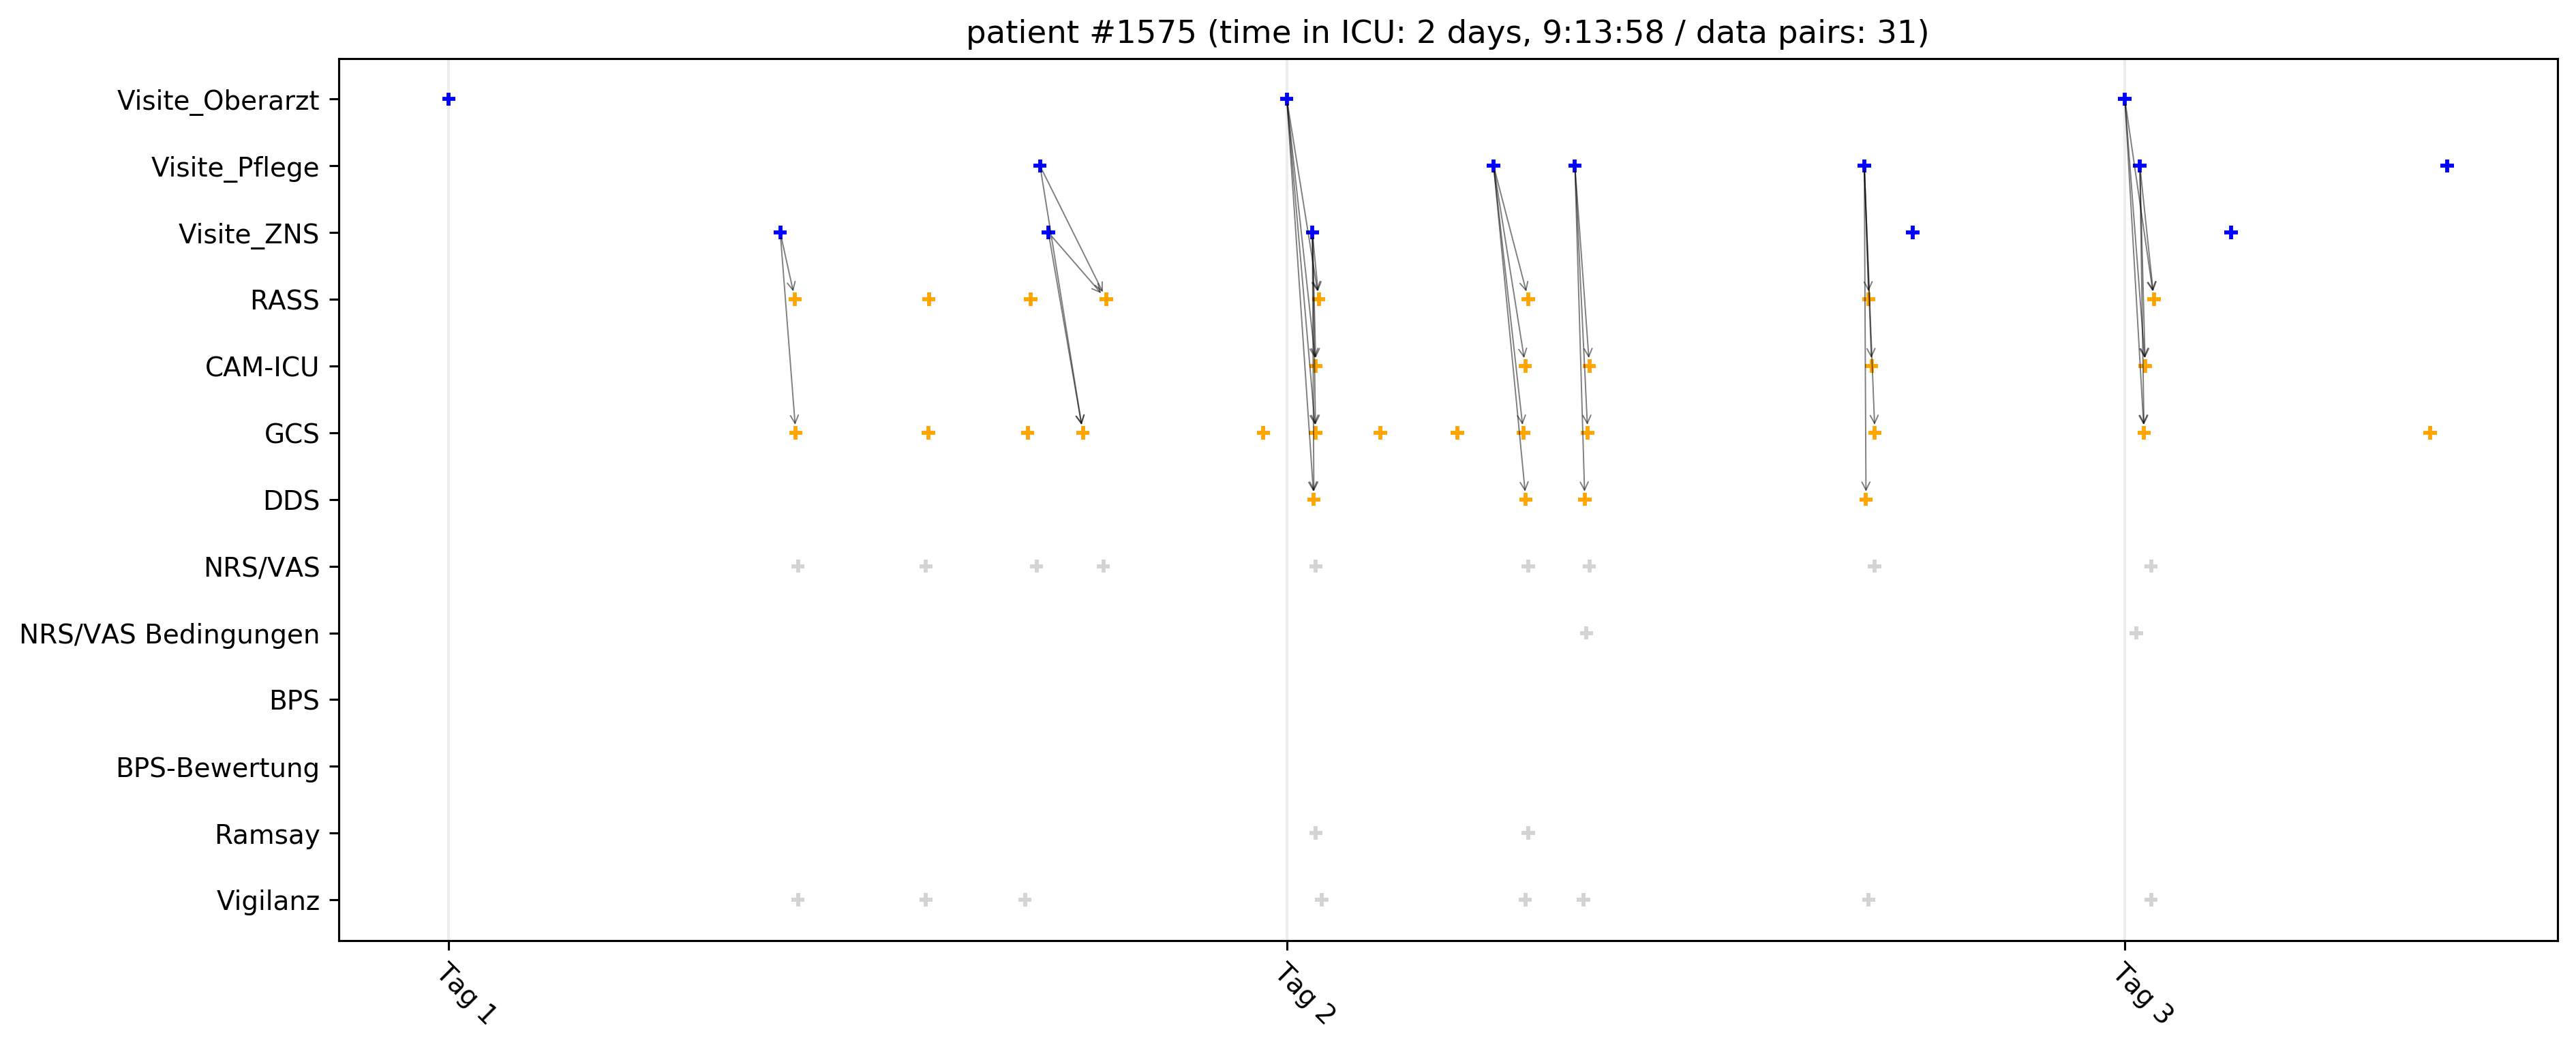 patient #1575 (time in ICU: 2 days, 9:13:58 / data pairs: 31)
Visite_Oberarzt
Visite_Pflege
Visite_ZNS
RASS
CAM-ICU
GCS
DDS
NRS/VAS
NRS/VAS Bedingungen
BPS
BPS-Bewertung
Ramsay
Vigilanz
Tag 1
Tag 2
Tag 3